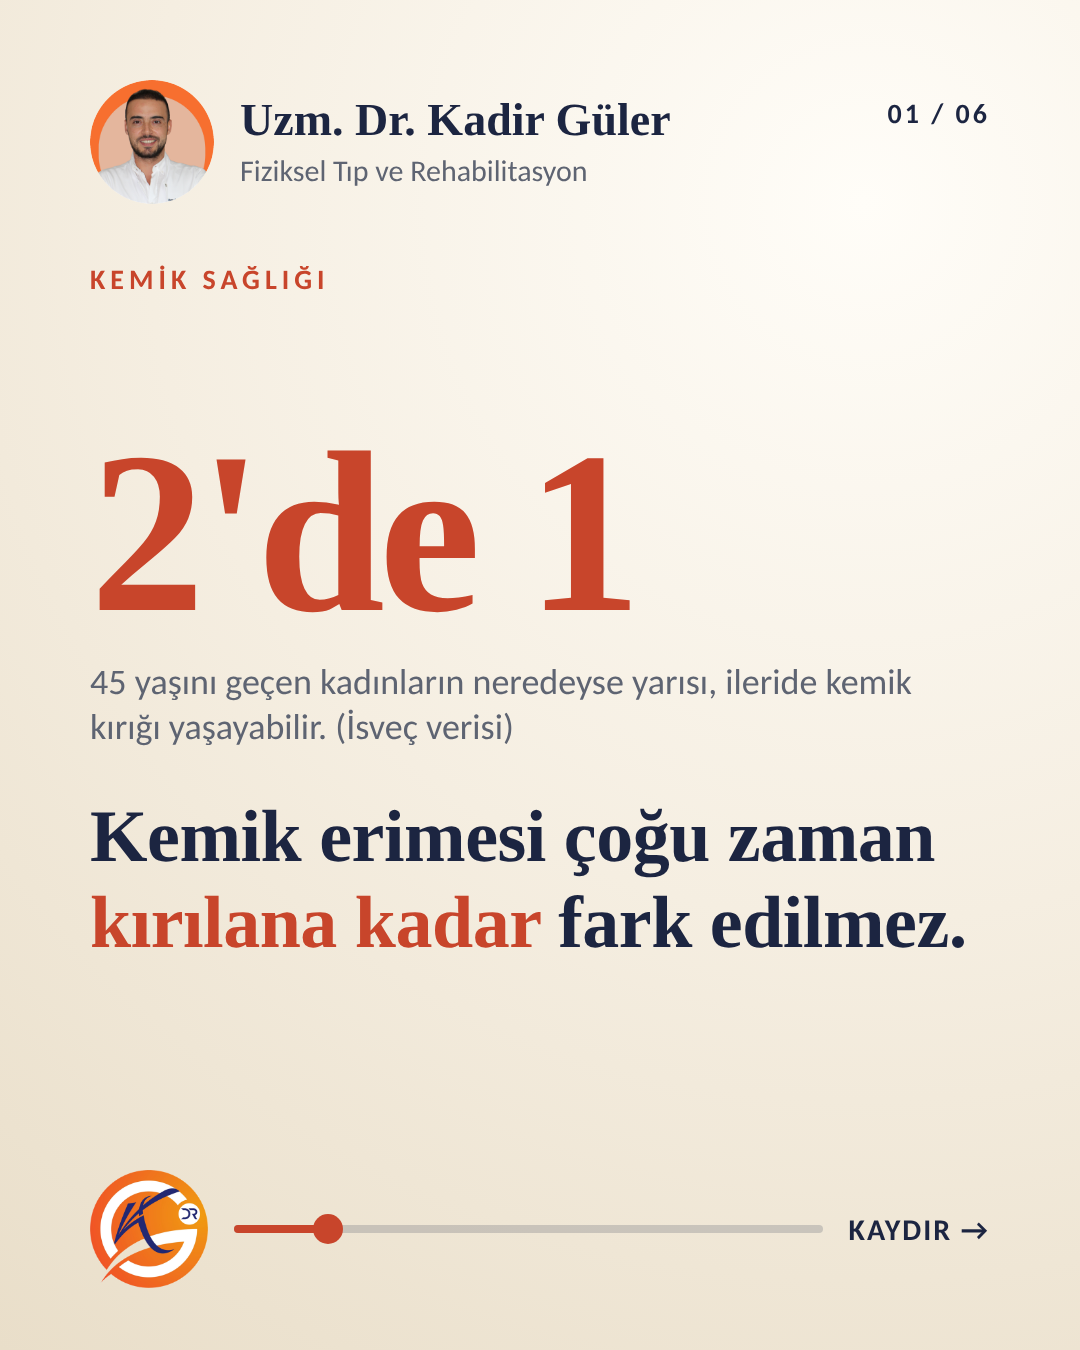 Uzm. Dr. Kadir Güler
01 / 06
Fiziksel Tıp ve Rehabilitasyon
KEMİK SAĞLIĞI
2'de 1
45 yaşını geçen kadınların neredeyse yarısı, ileride kemik
kırığı yaşayabilir. (İsveç verisi)
Kemik erimesi çoğu zaman
kırılana kadar fark edilmez.
DR
KAYDIR →